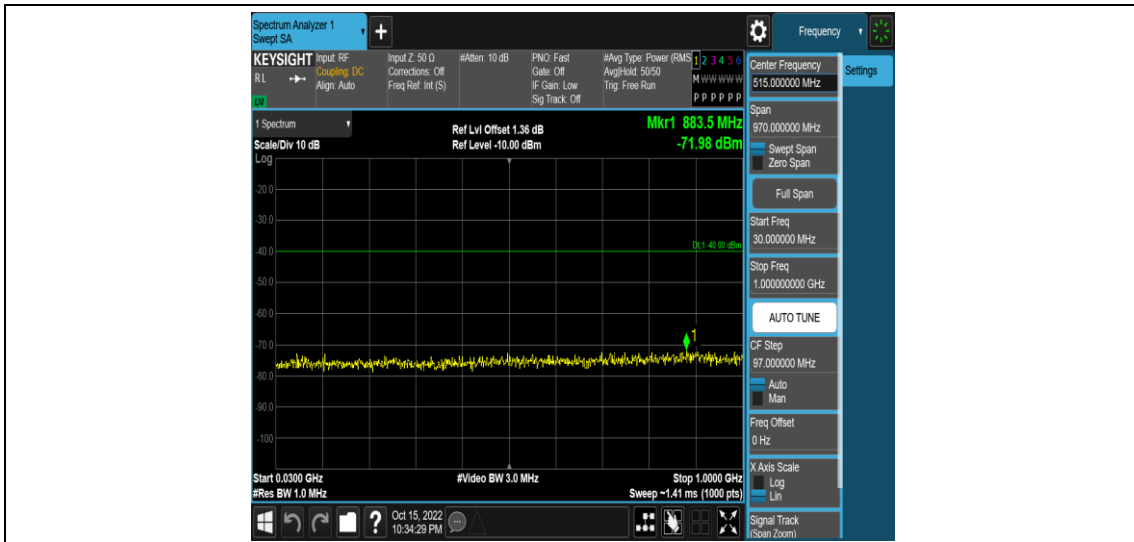 Spectrum Analyzer 1
Swept SA
+
Frequency
KEYSIGHT
RL
LXI
Input: RF
Coupling: DC
Align: Auto
Input Z: 50 Ω
Corrections: Off
Freq Ref: Int (S)
#Atten: 10 dB
PNO: Fast
Gate: Off
IF Gain: Low
Sig Track: Off
#Avg Type: Power (RMS
Avg|Hold: 50/50
Trig: Free Run
1 2 3 4 5 6
M W W W W W
P P P P P P
Center Frequency
515.000000 MHz
Settings
Span
970.000000 MHz
Swept Span
Zero Span
Full Span
Start Freq
30.000000 MHz
Stop Freq
1.000000000 GHz
AUTO TUNE
CF Step
97.000000 MHz
Auto
Man
Freq Offset
0 Hz
X Axis Scale
Log
Lin
Signal Track
(Span Zoom)
1 Spectrum
Scale/Div 10 dB
Log
Ref Lvl Offset 1.36 dB
Ref Level -10.00 dBm
Mkr1 883.5 MHz
-71.98 dBm
-20.0
-30.0
-40.0
DL1 -40.00 dBm
-50.0
-60.0
-70.0
1
-80.0
-90.0
-100
Start 0.0300 GHz
#Res BW 1.0 MHz
#Video BW 3.0 MHz
Stop 1.0000 GHz
Sweep ~1.41 ms (1000 pts)
?
Oct 15, 2022
10:34:29 PM